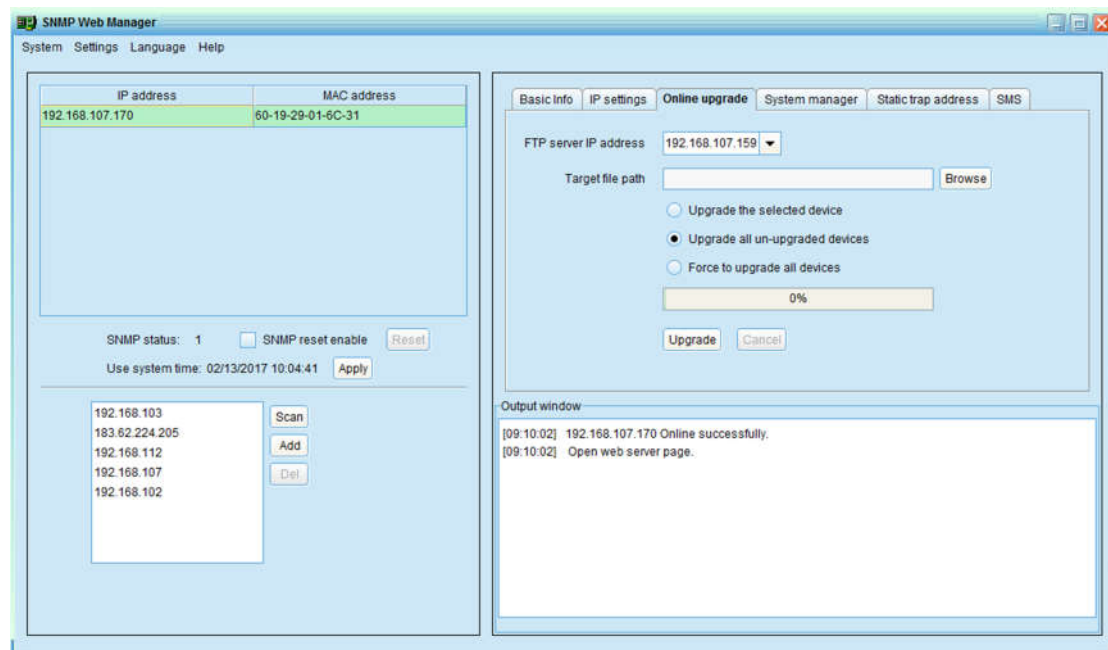 SNMP Web Manager
System Settings Language Help
IP address MAC address
192.168.107.170 60-19-29-01-6C-31
SNMP status: 1 SNMP reset enable Reset
Use system time: 02/13/2017 10:04:41 Apply
192.168.103
183.62.224.205
192.168.112
192.168.107
192.168.102
Scan
Add
Del
Basic Info IP settings Online upgrade System manager Static trap address SMS
FTP server IP address 192.168.107.159
Target file path Browse
Upgrade the selected device
Upgrade all un-upgraded devices
Force to upgrade all devices
0%
Upgrade Cancel
Output window
[09:10:02] 192.168.107.170 Online successfully.
[09:10:02] Open web server page.